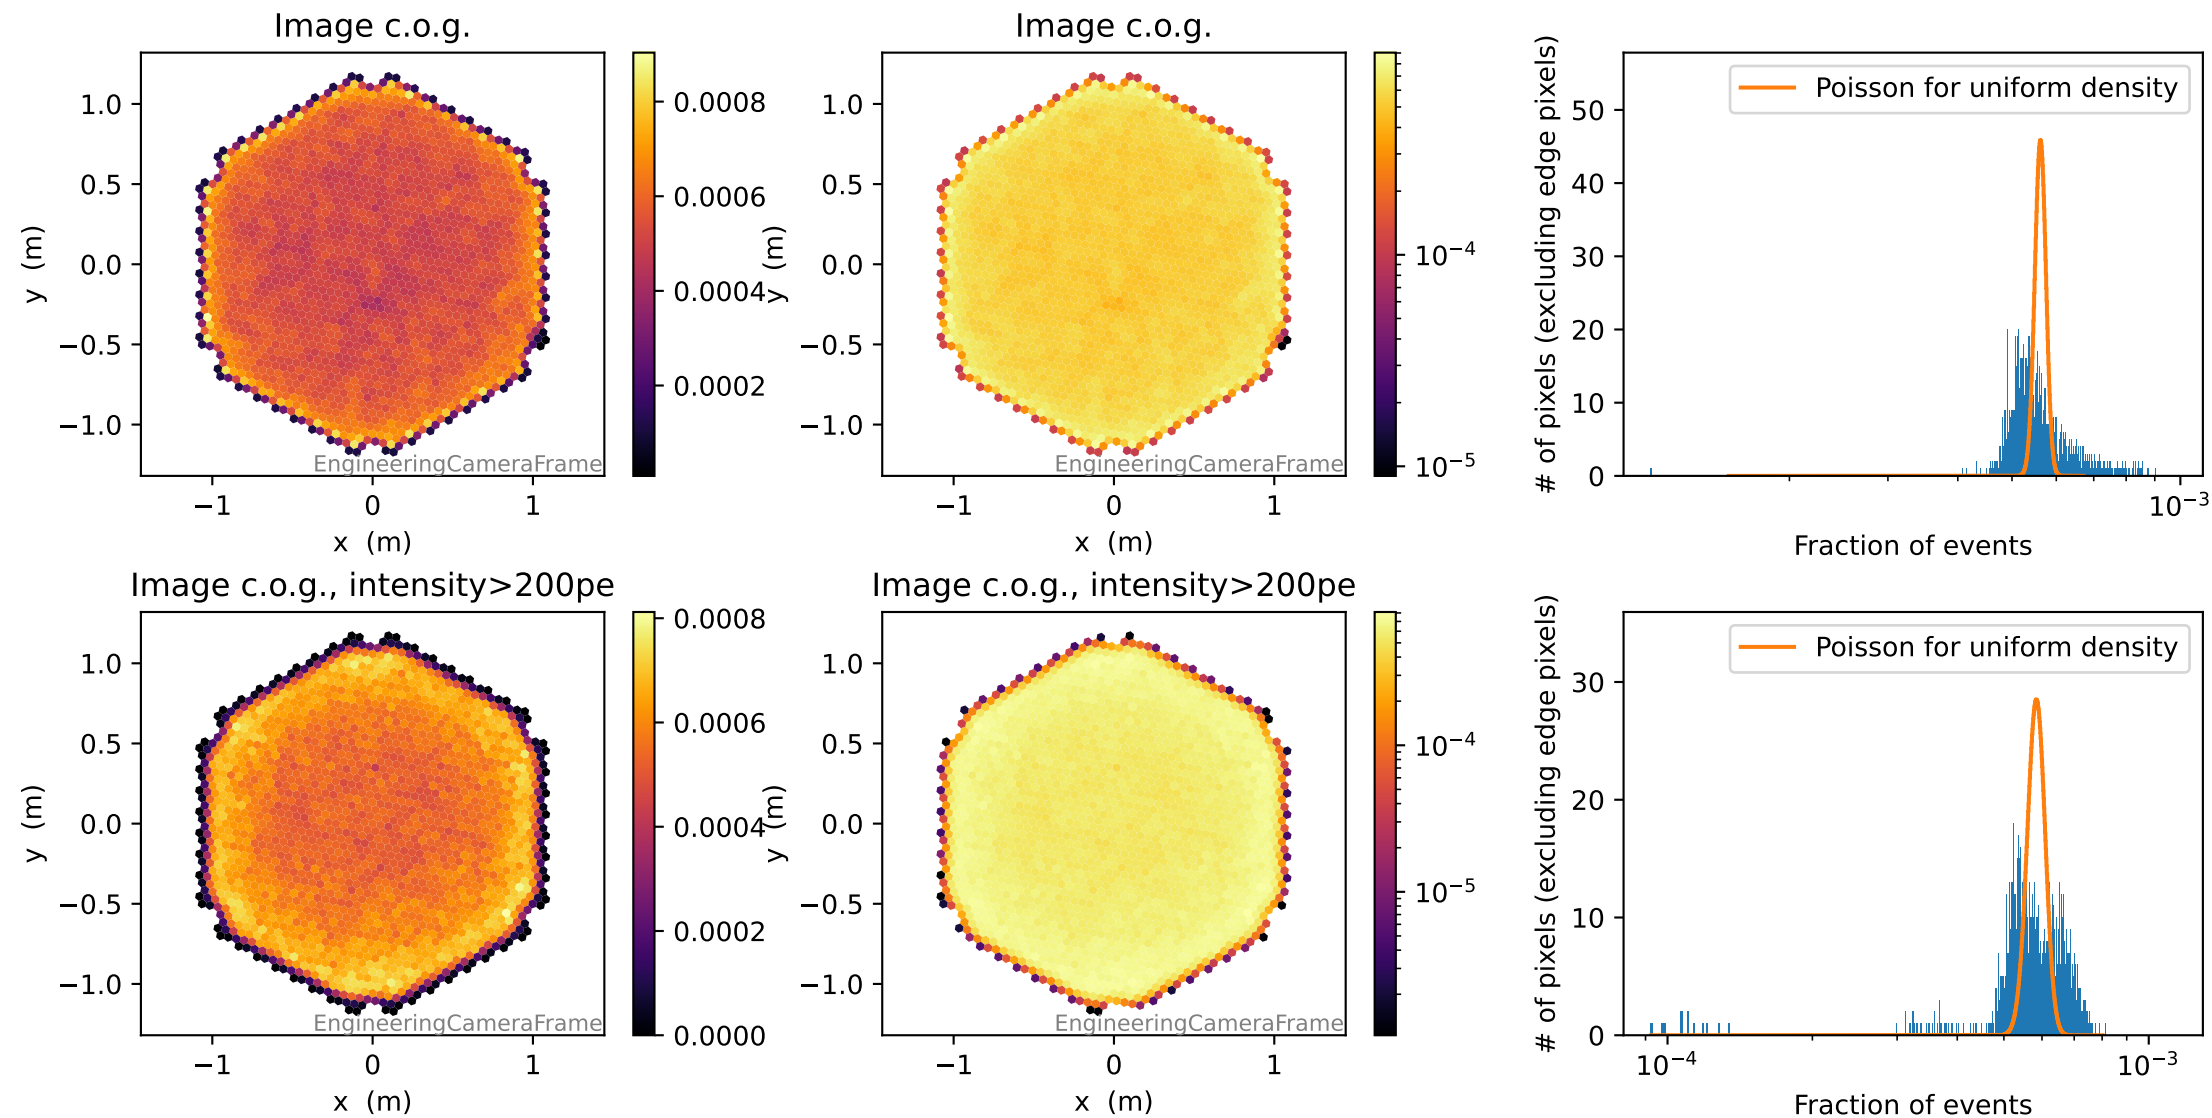 Image c.o.g.
1.0
0.5
0.0
−0.5
−1.0
y (m)
−1
0
1
x (m)
EngineeringCameraFrame
0.0008
0.0006
0.0004
0.0002
Image c.o.g.
1.0
0.5
0.0
−0.5
−1.0
y (m)
−1
0
1
x (m)
EngineeringCameraFrame
10⁻⁴
10⁻⁵
# of pixels (excluding edge pixels)
50
40
30
20
10
0
Poisson for uniform density
10⁻³
Fraction of events
Image c.o.g., intensity>200pe
1.0
0.5
0.0
−0.5
−1.0
y (m)
−1
0
1
x (m)
EngineeringCameraFrame
0.0008
0.0006
0.0004
0.0002
0.0000
Image c.o.g., intensity>200pe
1.0
0.5
0.0
−0.5
−1.0
y (m)
−1
0
1
x (m)
EngineeringCameraFrame
10⁻⁴
10⁻⁵
# of pixels (excluding edge pixels)
30
20
10
0
Poisson for uniform density
10⁻⁴
10⁻³
Fraction of events